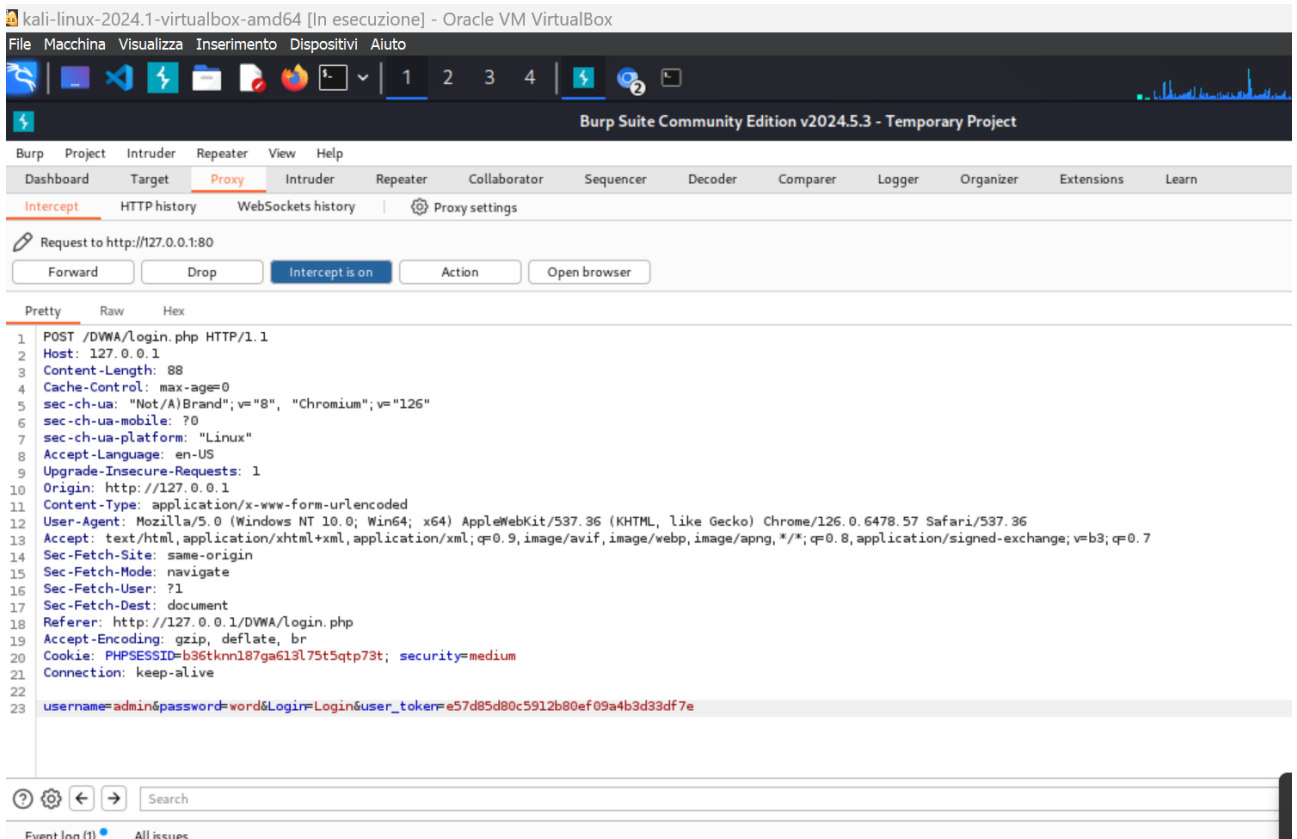 kali-linux-2024.1-virtualbox-amd64 [In esecuzione] - Oracle VM VirtualBox
File Macchina Visualizza Inserimento Dispositivi Aiuto
1 2 3 4 2
Burp Suite Community Edition v2024.5.3 - Temporary Project
Burp Project Intruder Repeater View Help
Dashboard Target Proxy Intruder Repeater Collaborator Sequencer Decoder Comparer Logger Organizer Extensions Learn
Intercept HTTP history WebSockets history Proxy settings
Request to http://127.0.0.1:80
Forward Drop Intercept is on Action Open browser
Pretty Raw Hex
1 POST /DVWA/login.php HTTP/1.1
2 Host: 127.0.0.1
3 Content-Length: 88
4 Cache-Control: max-age=0
5 sec-ch-ua: "Not/A)Brand";v="8", "Chromium";v="126"
6 sec-ch-ua-mobile: ?0
7 sec-ch-ua-platform: "Linux"
8 Accept-Language: en-US
9 Upgrade-Insecure-Requests: 1
10 Origin: http://127.0.0.1
11 Content-Type: application/x-www-form-urlencoded
12 User-Agent: Mozilla/5.0 (Windows NT 10.0; Win64; x64) AppleWebKit/537.36 (KHTML, like Gecko) Chrome/126.0.6478.57 Safari/537.36
13 Accept: text/html,application/xhtml+xml,application/xml;q=0.9,image/avif,image/webp,image/apng,*/*;q=0.8,application/signed-exchange;v=b3;q=0.7
14 Sec-Fetch-Site: same-origin
15 Sec-Fetch-Mode: navigate
16 Sec-Fetch-User: ?1
17 Sec-Fetch-Dest: document
18 Referer: http://127.0.0.1/DVWA/login.php
19 Accept-Encoding: gzip, deflate, br
20 Cookie: PHPSESSID=b36tknn187ga613l75t5qtp73t; security=medium
21 Connection: keep-alive
22
23 username=admin&password=word&Login=Login&user_token=e57d85d80c5912b80ef09a4b3d33df7e
Search
Event log (1) All issues